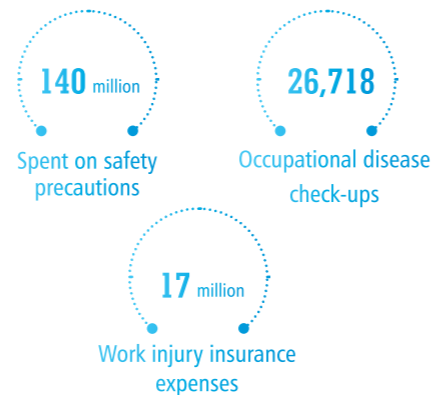 140 million
Spent on safety
precautions
26,718
Occupational disease
check-ups
17 million
Work injury insurance
expenses